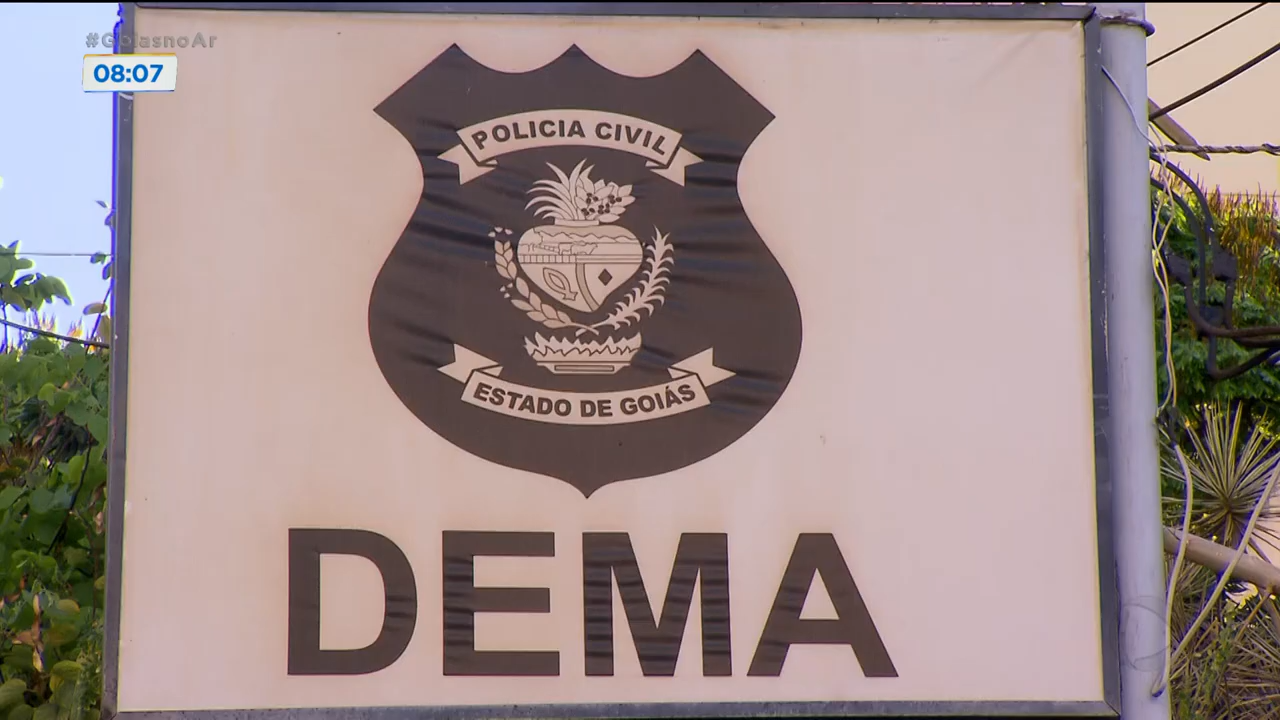 #GoiasnoAr
08:07
POLICIA CIVIL
ESTADO DE GOIÁS
DEMA